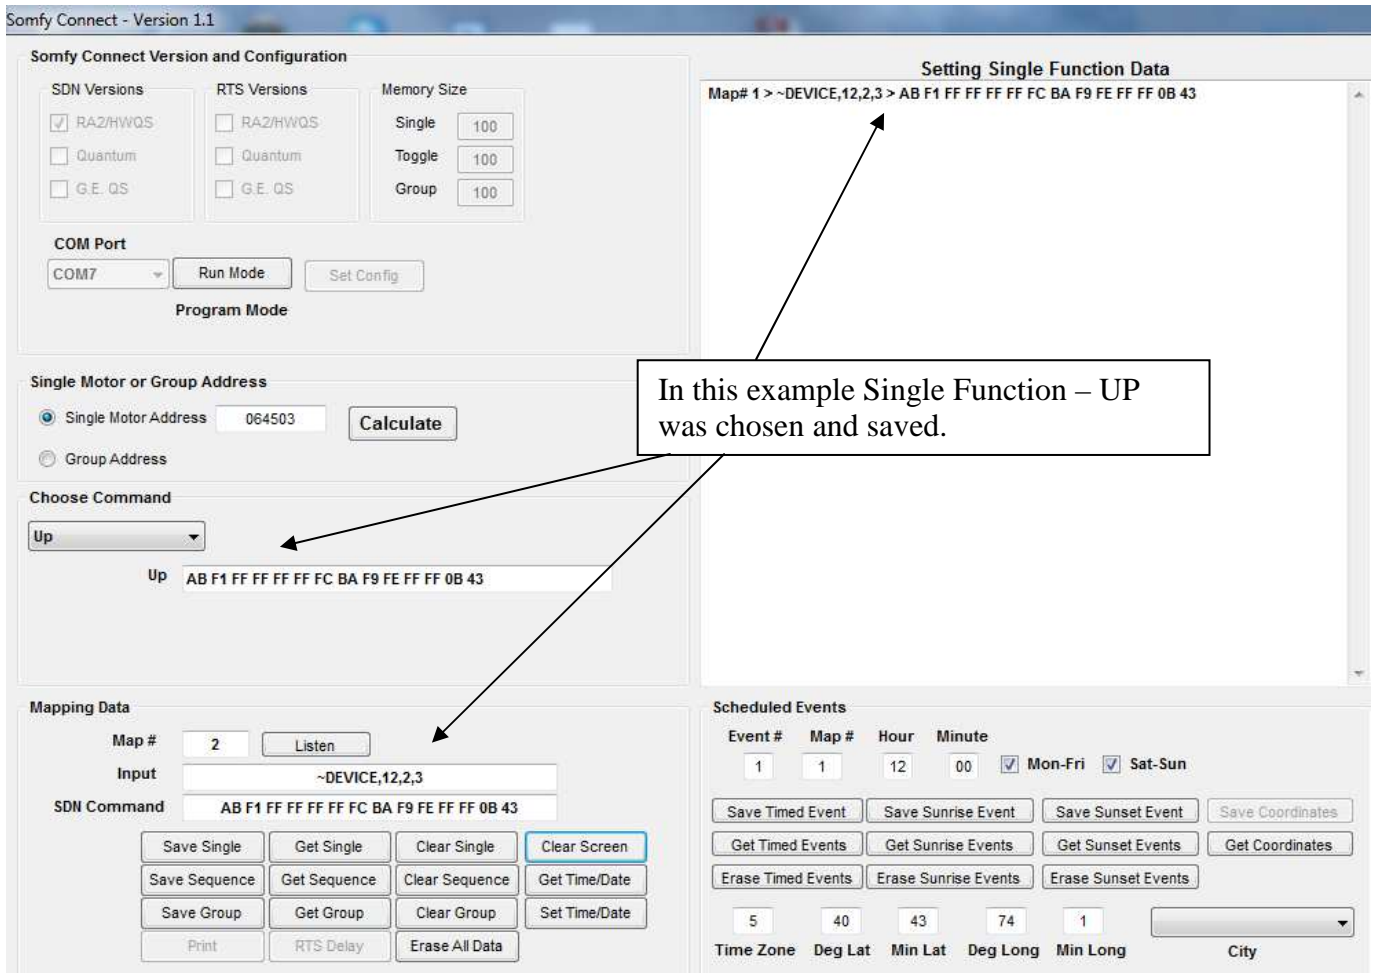 Somfy Connect - Version 1.1
Somfy Connect Version and Configuration
SDN Versions
RTS Versions
Memory Size
RA2/HWQS
RA2/HWQS
Single 100
Quantum
Quantum
Toggle 100
G.E. QS
G.E. QS
Group 100
COM Port
COM7
Run Mode
Set Config
Program Mode
Setting Single Function Data
Map# 1 > ~DEVICE,12,2,3 > AB F1 FF FF FF FF FC BA F9 FE FF FF 0B 43
In this example Single Function – UP
was chosen and saved.
Single Motor or Group Address
Single Motor Address 064503
Calculate
Group Address
Choose Command
Up
Up AB F1 FF FF FF FF FC BA F9 FE FF FF 0B 43
Mapping Data
Map # 2 Listen
Input ~DEVICE,12,2,3
SDN Command AB F1 FF FF FF FF FC BA F9 FE FF FF 0B 43
Save Single Get Single Clear Single Clear Screen
Save Sequence Get Sequence Clear Sequence Get Time/Date
Save Group Get Group Clear Group Set Time/Date
Print RTS Delay Erase All Data
Scheduled Events
Event # Map # Hour Minute
1 1 12 00 Mon-Fri Sat-Sun
Save Timed Event Save Sunrise Event Save Sunset Event Save Coordinates
Get Timed Events Get Sunrise Events Get Sunset Events Get Coordinates
Erase Timed Events Erase Sunrise Events Erase Sunset Events
5 40 43 74 1
Time Zone Deg Lat Min Lat Deg Long Min Long City